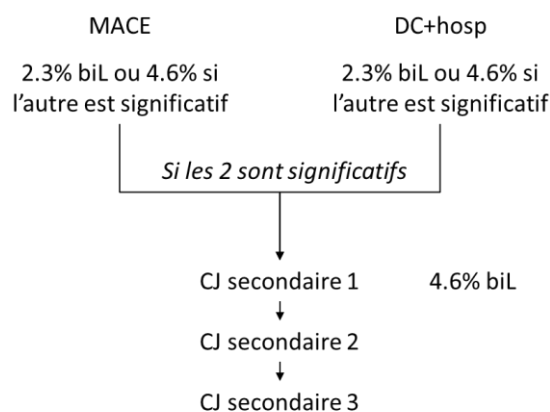 MACE
DC+hosp
2.3% biL ou 4.6% si
l'autre est significatif
2.3% biL ou 4.6% si
l'autre est significatif
Si les 2 sont significatifs
CJ secondaire 1
4.6% biL
CJ secondaire 2
CJ secondaire 3